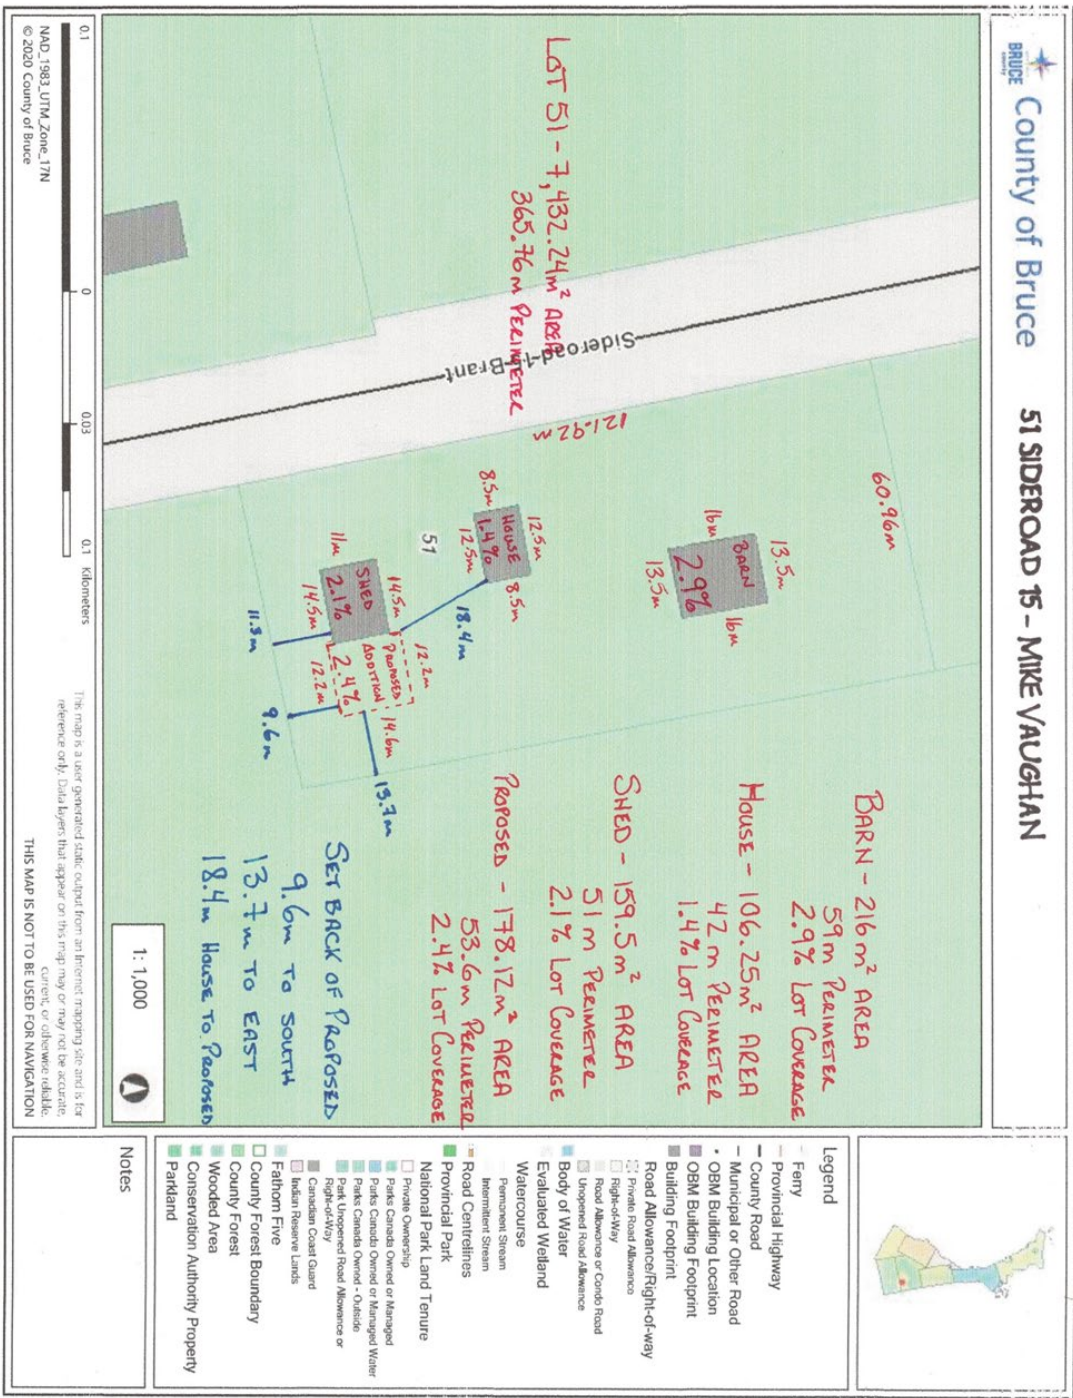 BRUCE
county
County of Bruce
51 SIDEROAD 15 - MIKE VAUGHAN
LOT 51 - 7,432.24m² AREA
365.76m PERIMETER
Sideroad-1-Brant
121.92m
60.96m
13.5m
16m
BARN
2.9%
16m
13.5m
12.5m
8.5m
HOUSE
1.4%
8.5m
12.5m
18.4m
51
14.5m
11m
SHED
2.1%
14.5m
12.2m
PROPOSED
ADDITION
2.4%
14.6m
12.2m
11.3m
9.6m
13.7m
BARN - 216m² AREA
59m PERIMETER
2.9% LOT COVERAGE
HOUSE - 106.25m² AREA
42m PERIMETER
1.4% LOT COVERAGE
SHED - 159.5m² AREA
51m PERIMETER
2.1% LOT COVERAGE
PROPOSED - 178.12m² AREA
53.6m PERIMETER
2.4% LOT COVERAGE
SET BACK OF PROPOSED
9.6m TO SOUTH
13.7m TO EAST
18.4m HOUSE TO PROPOSED
1: 1,000
0.1
0
0.03
0.1 Kilometers
NAD_1983_UTM_Zone_17N
© 2020 County of Bruce
This map is a user generated static output from an Internet mapping site and is for
reference only. Data layers that appear on this map may or may not be accurate,
current, or otherwise reliable.
THIS MAP IS NOT TO BE USED FOR NAVIGATION
Legend
Ferry
Provincial Highway
County Road
Municipal or Other Road
OBM Building Location
OBM Building Footprint
Building Footprint
Road Allowance/Right-of-way
Private Road Allowance
Right-of-Way
Road Allowance or Condo Road
Unopened Road Allowance
Body of Water
Evaluated Wetland
Watercourse
Permanent Stream
Intermittent Stream
Road Centrolines
Provincial Park
National Park Land Tenure
Private Ownership
Parks Canada Owned or Managed
Parks Canada Owned or Managed Water
Parks Canada Owned - Outside
Park Unopened Road Allowance or
Right-of-Way
Canadian Coast Guard
Indian Reserve Lands
Fathom Five
County Forest Boundary
County Forest
Wooded Area
Conservation Authority Property
Parkland
Notes